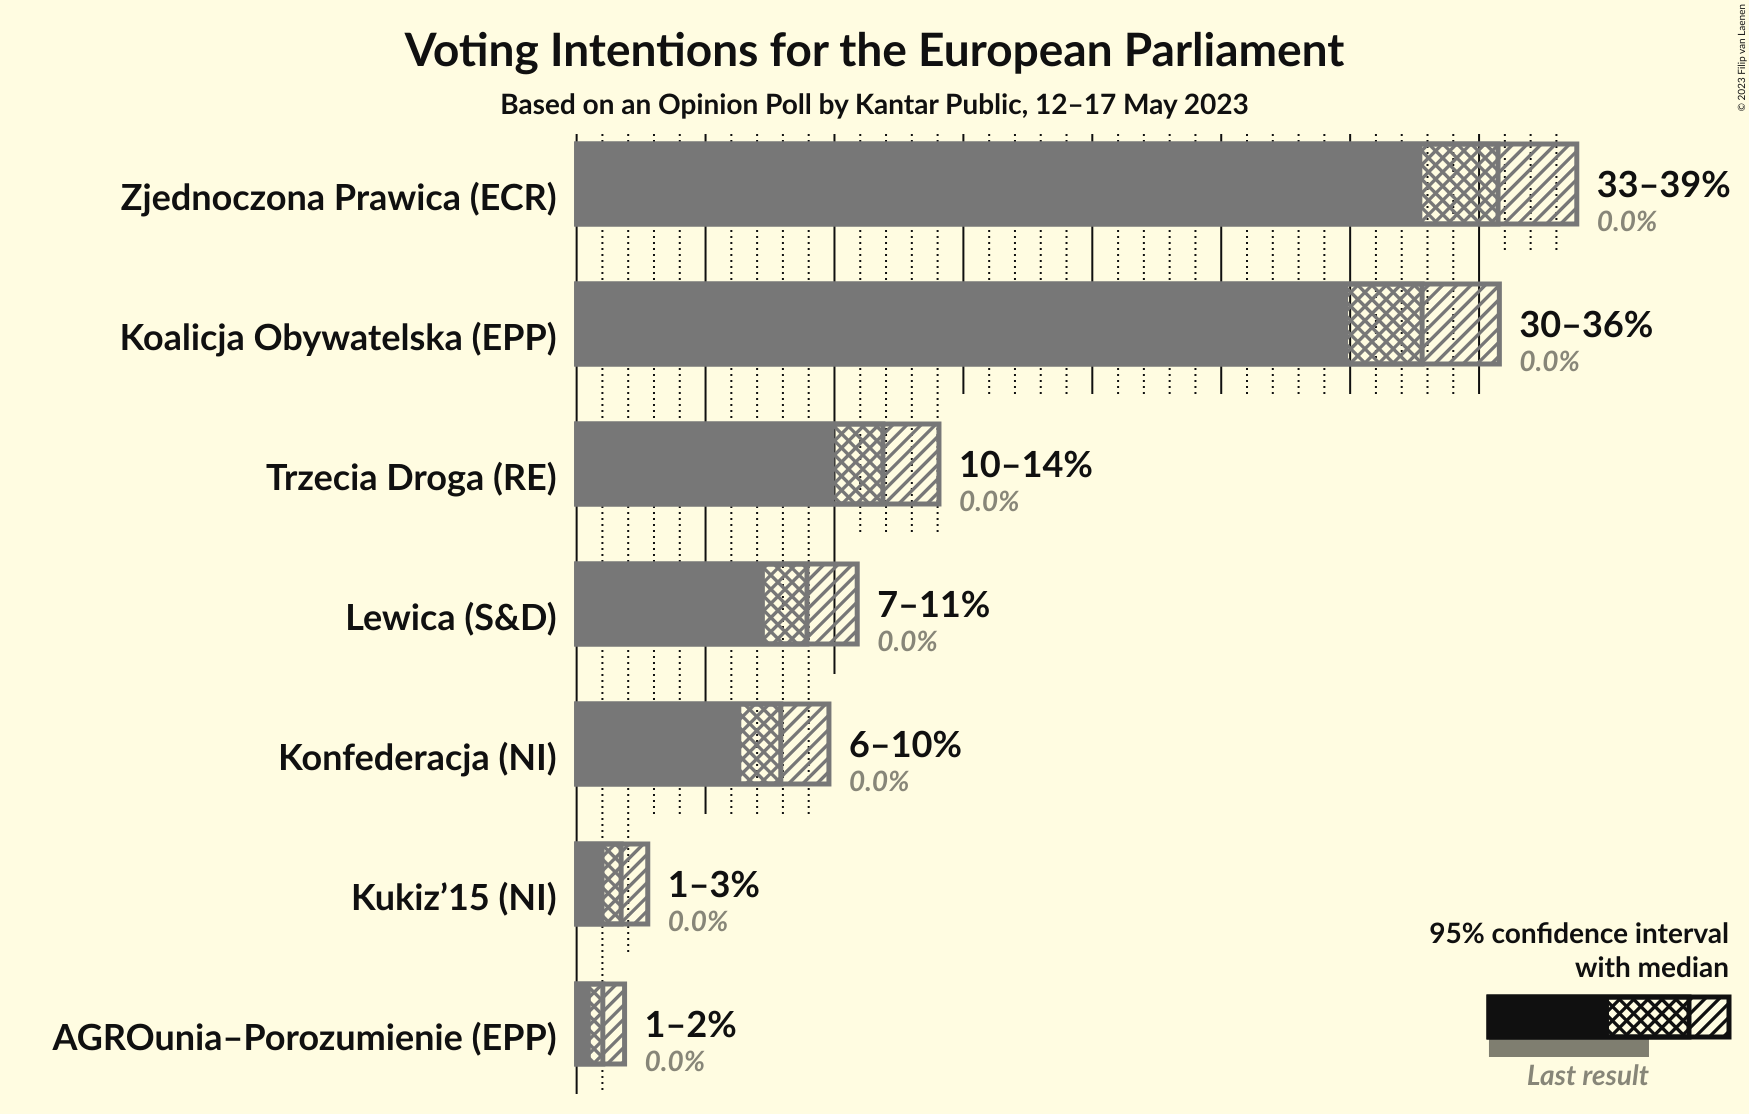 Voting Intentions for the European Parliament
Based on an Opinion Poll by Kantar Public, 12–17 May 2023
© 2023 Filip van Laenen
Zjednoczona Prawica (ECR)
33–39%
0.0%
Koalicja Obywatelska (EPP)
30–36%
0.0%
Trzecia Droga (RE)
10–14%
0.0%
Lewica (S&D)
7–11%
0.0%
Konfederacja (NI)
6–10%
0.0%
Kukiz’15 (NI)
1–3%
0.0%
AGROunia–Porozumienie (EPP)
1–2%
0.0%
95% confidence interval
with median
Last result